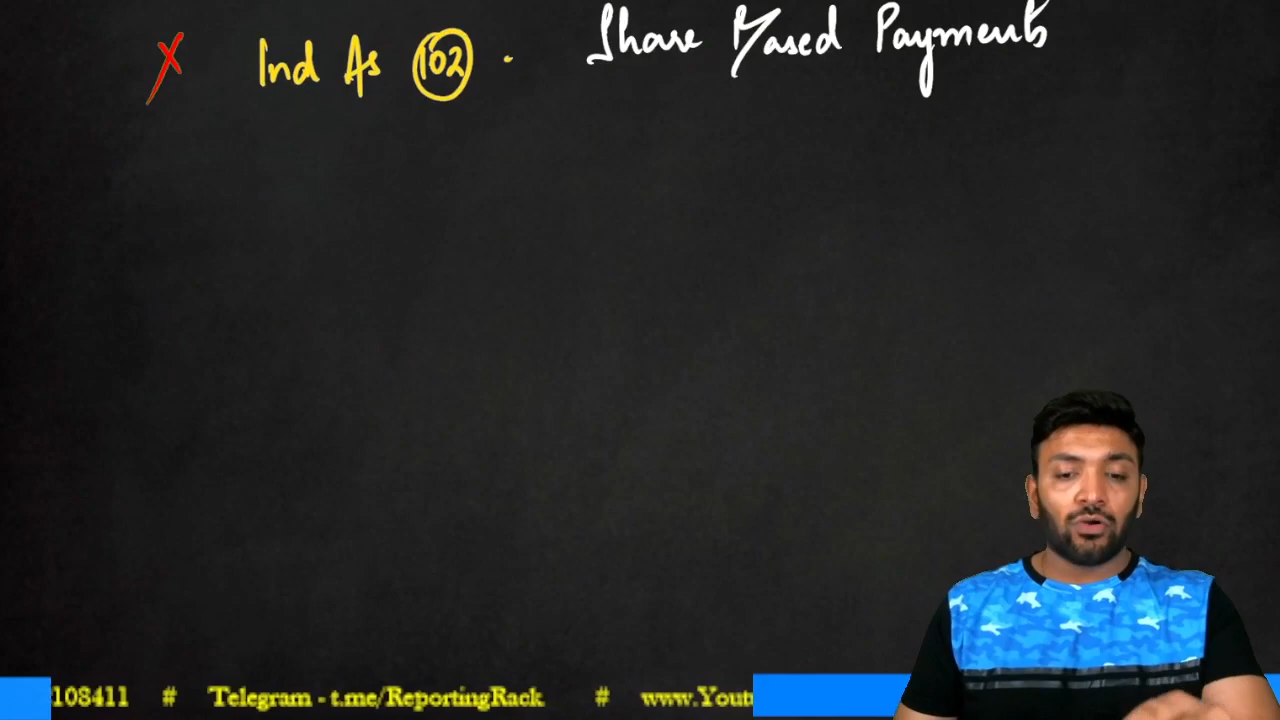 x Ind As 102 . Share Based Payments
108411 # Telegram - t.me/ReportingRack # www.Yout